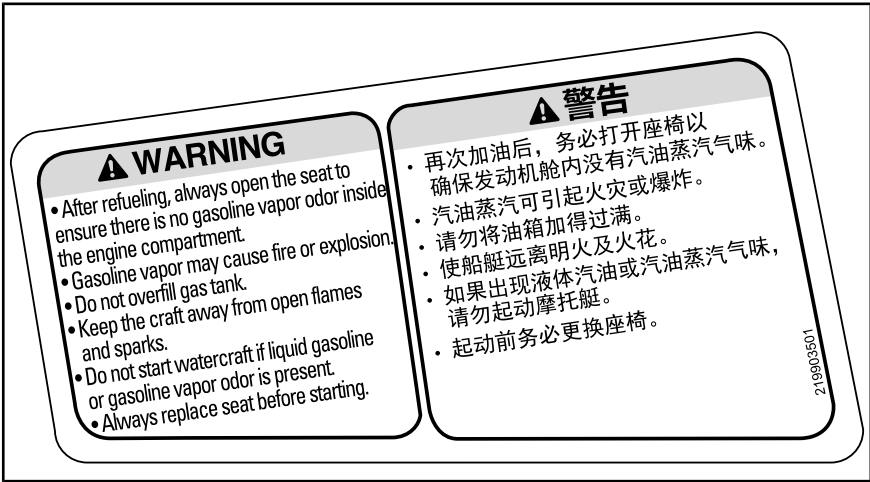 WARNING
• After refueling, always open the seat to
ensure there is no gasoline vapor odor inside
the engine compartment.
• Gasoline vapor may cause fire or explosion.
• Do not overfill gas tank.
• Keep the craft away from open flames
and sparks.
• Do not start watercraft if liquid gasoline
or gasoline vapor odor is present.
• Always replace seat before starting.
警告
· 再次加油后，务必打开座椅以
确保发动机舱内没有汽油蒸汽气味。
· 汽油蒸汽可引起火灾或爆炸。
· 请勿将油箱加得过满。
· 使船艇远离明火及火花。
· 如果出现液体汽油或汽油蒸汽气味，
请勿起动摩托艇。
· 起动前务必更换座椅。
219903501